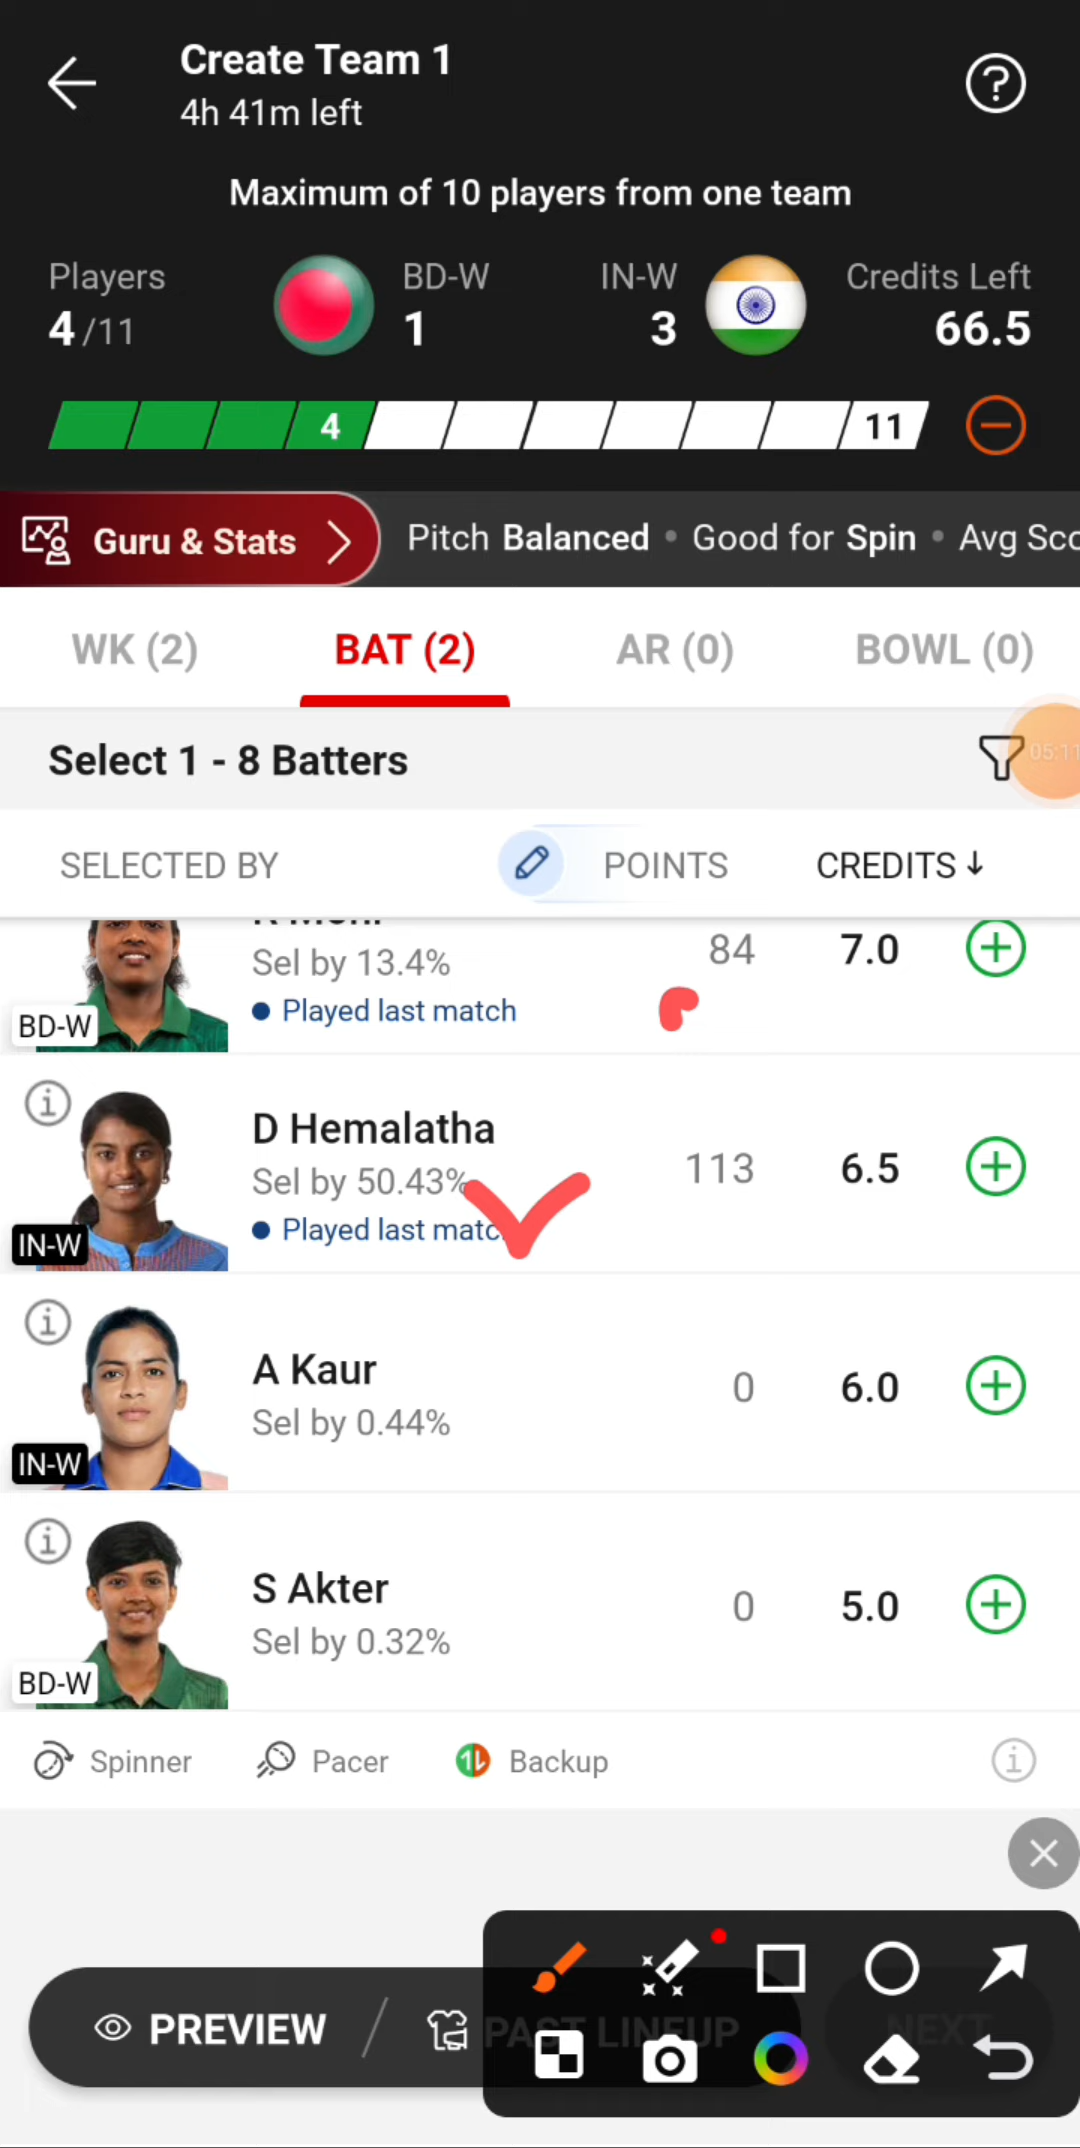 Create Team 1
4h 41m left
Maximum of 10 players from one team
Players BD-W IN-W Credits Left
4/11 1 3 66.5
4 11
Guru & Stats Pitch Balanced • Good for Spin • Avg Sco
WK (2) BAT (2) AR (0) BOWL (0)
Select 1 - 8 Batters
05:11
SELECTED BY POINTS CREDITS ↓
Sel by 13.4% 84 7.0
Played last match
BD-W
D Hemalatha
Sel by 50.43% 113 6.5
Played last matc
IN-W
A Kaur
Sel by 0.44% 0 6.0
IN-W
S Akter
Sel by 0.32% 0 5.0
BD-W
Spinner Pacer Backup
PREVIEW / PAST LINEUP NEXT